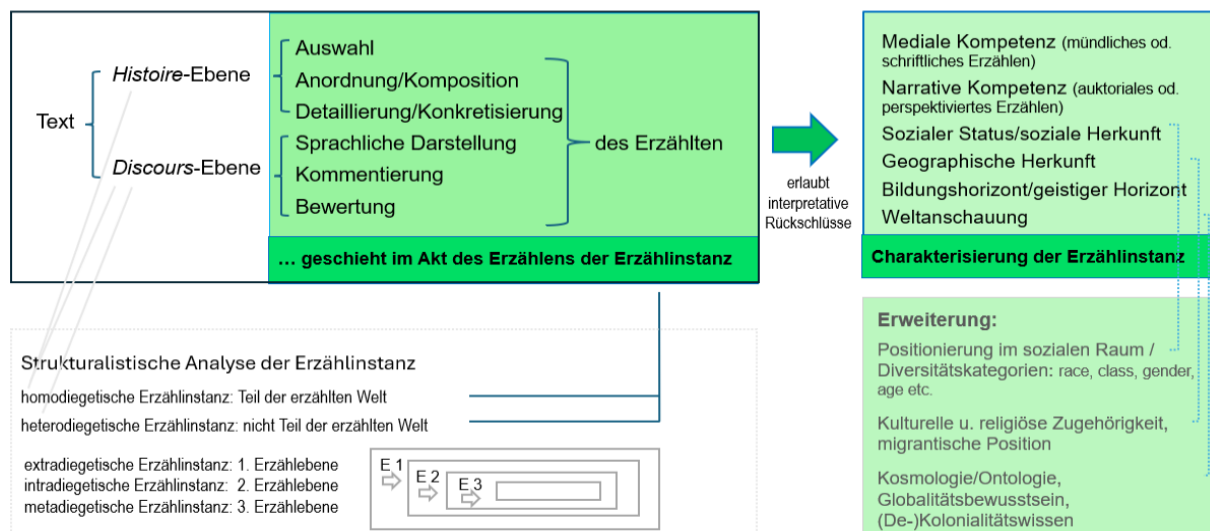 Text
Histoire-Ebene
Discours-Ebene
Auswahl
Anordnung/Komposition
Detaillierung/Konkretisierung
Sprachliche Darstellung
Kommentierung
Bewertung
des Erzählten
… geschieht im Akt des Erzählens der Erzählinstanz
erlaubt
interpretative
Rückschlüsse
Mediale Kompetenz (mündliches od.
schriftliches Erzählen)
Narrative Kompetenz (auktoriales od.
perspektiviertes Erzählen)
Sozialer Status/soziale Herkunft
Geographische Herkunft
Bildungshorizont/geistiger Horizont
Weltanschauung
Charakterisierung der Erzählinstanz
Strukturalistische Analyse der Erzählinstanz
homodiegetische Erzählinstanz: Teil der erzählten Welt
heterodiegetische Erzählinstanz: nicht Teil der erzählten Welt
extradiegetische Erzählinstanz: 1. Erzählebene
intradiegetische Erzählinstanz: 2. Erzählebene
metadiegetische Erzählinstanz: 3. Erzählebene
E 1
E 2
E 3
Erweiterung:
Positionierung im sozialen Raum /
Diversitätskategorien: race, class, gender,
age etc.
Kulturelle u. religiöse Zugehörigkeit,
migrantische Position
Kosmologie/Ontologie,
Globalitätsbewusstsein,
(De-)Kolonialitätswissen